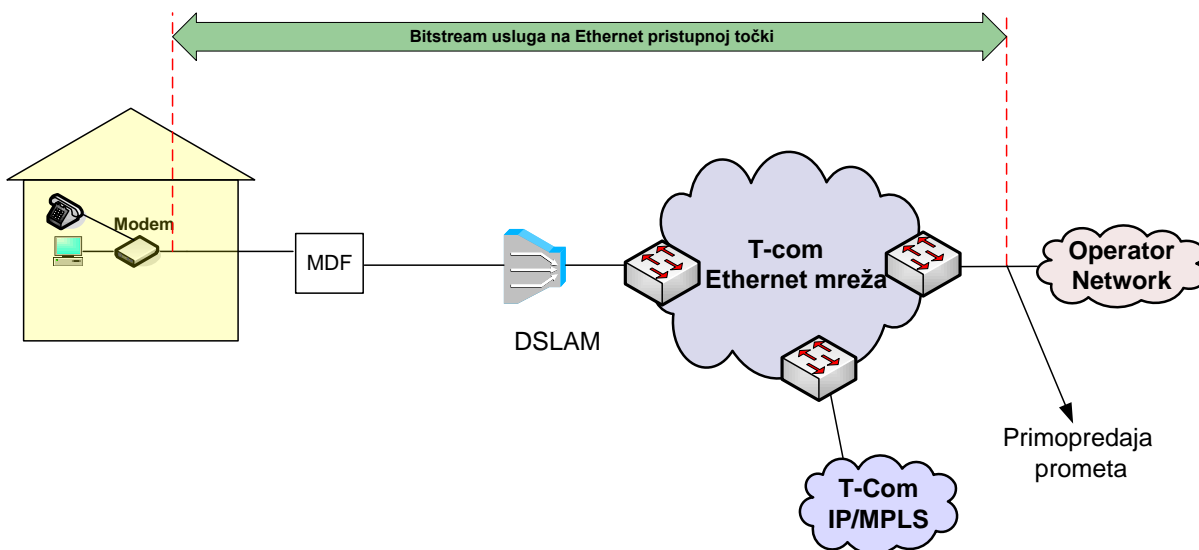 Bitstream usluga na Ethernet pristupnoj točki
Modem
MDF
DSLAM
T-com
Ethernet mreža
Operator
Network
Primopredaja
prometa
T-Com
IP/MPLS